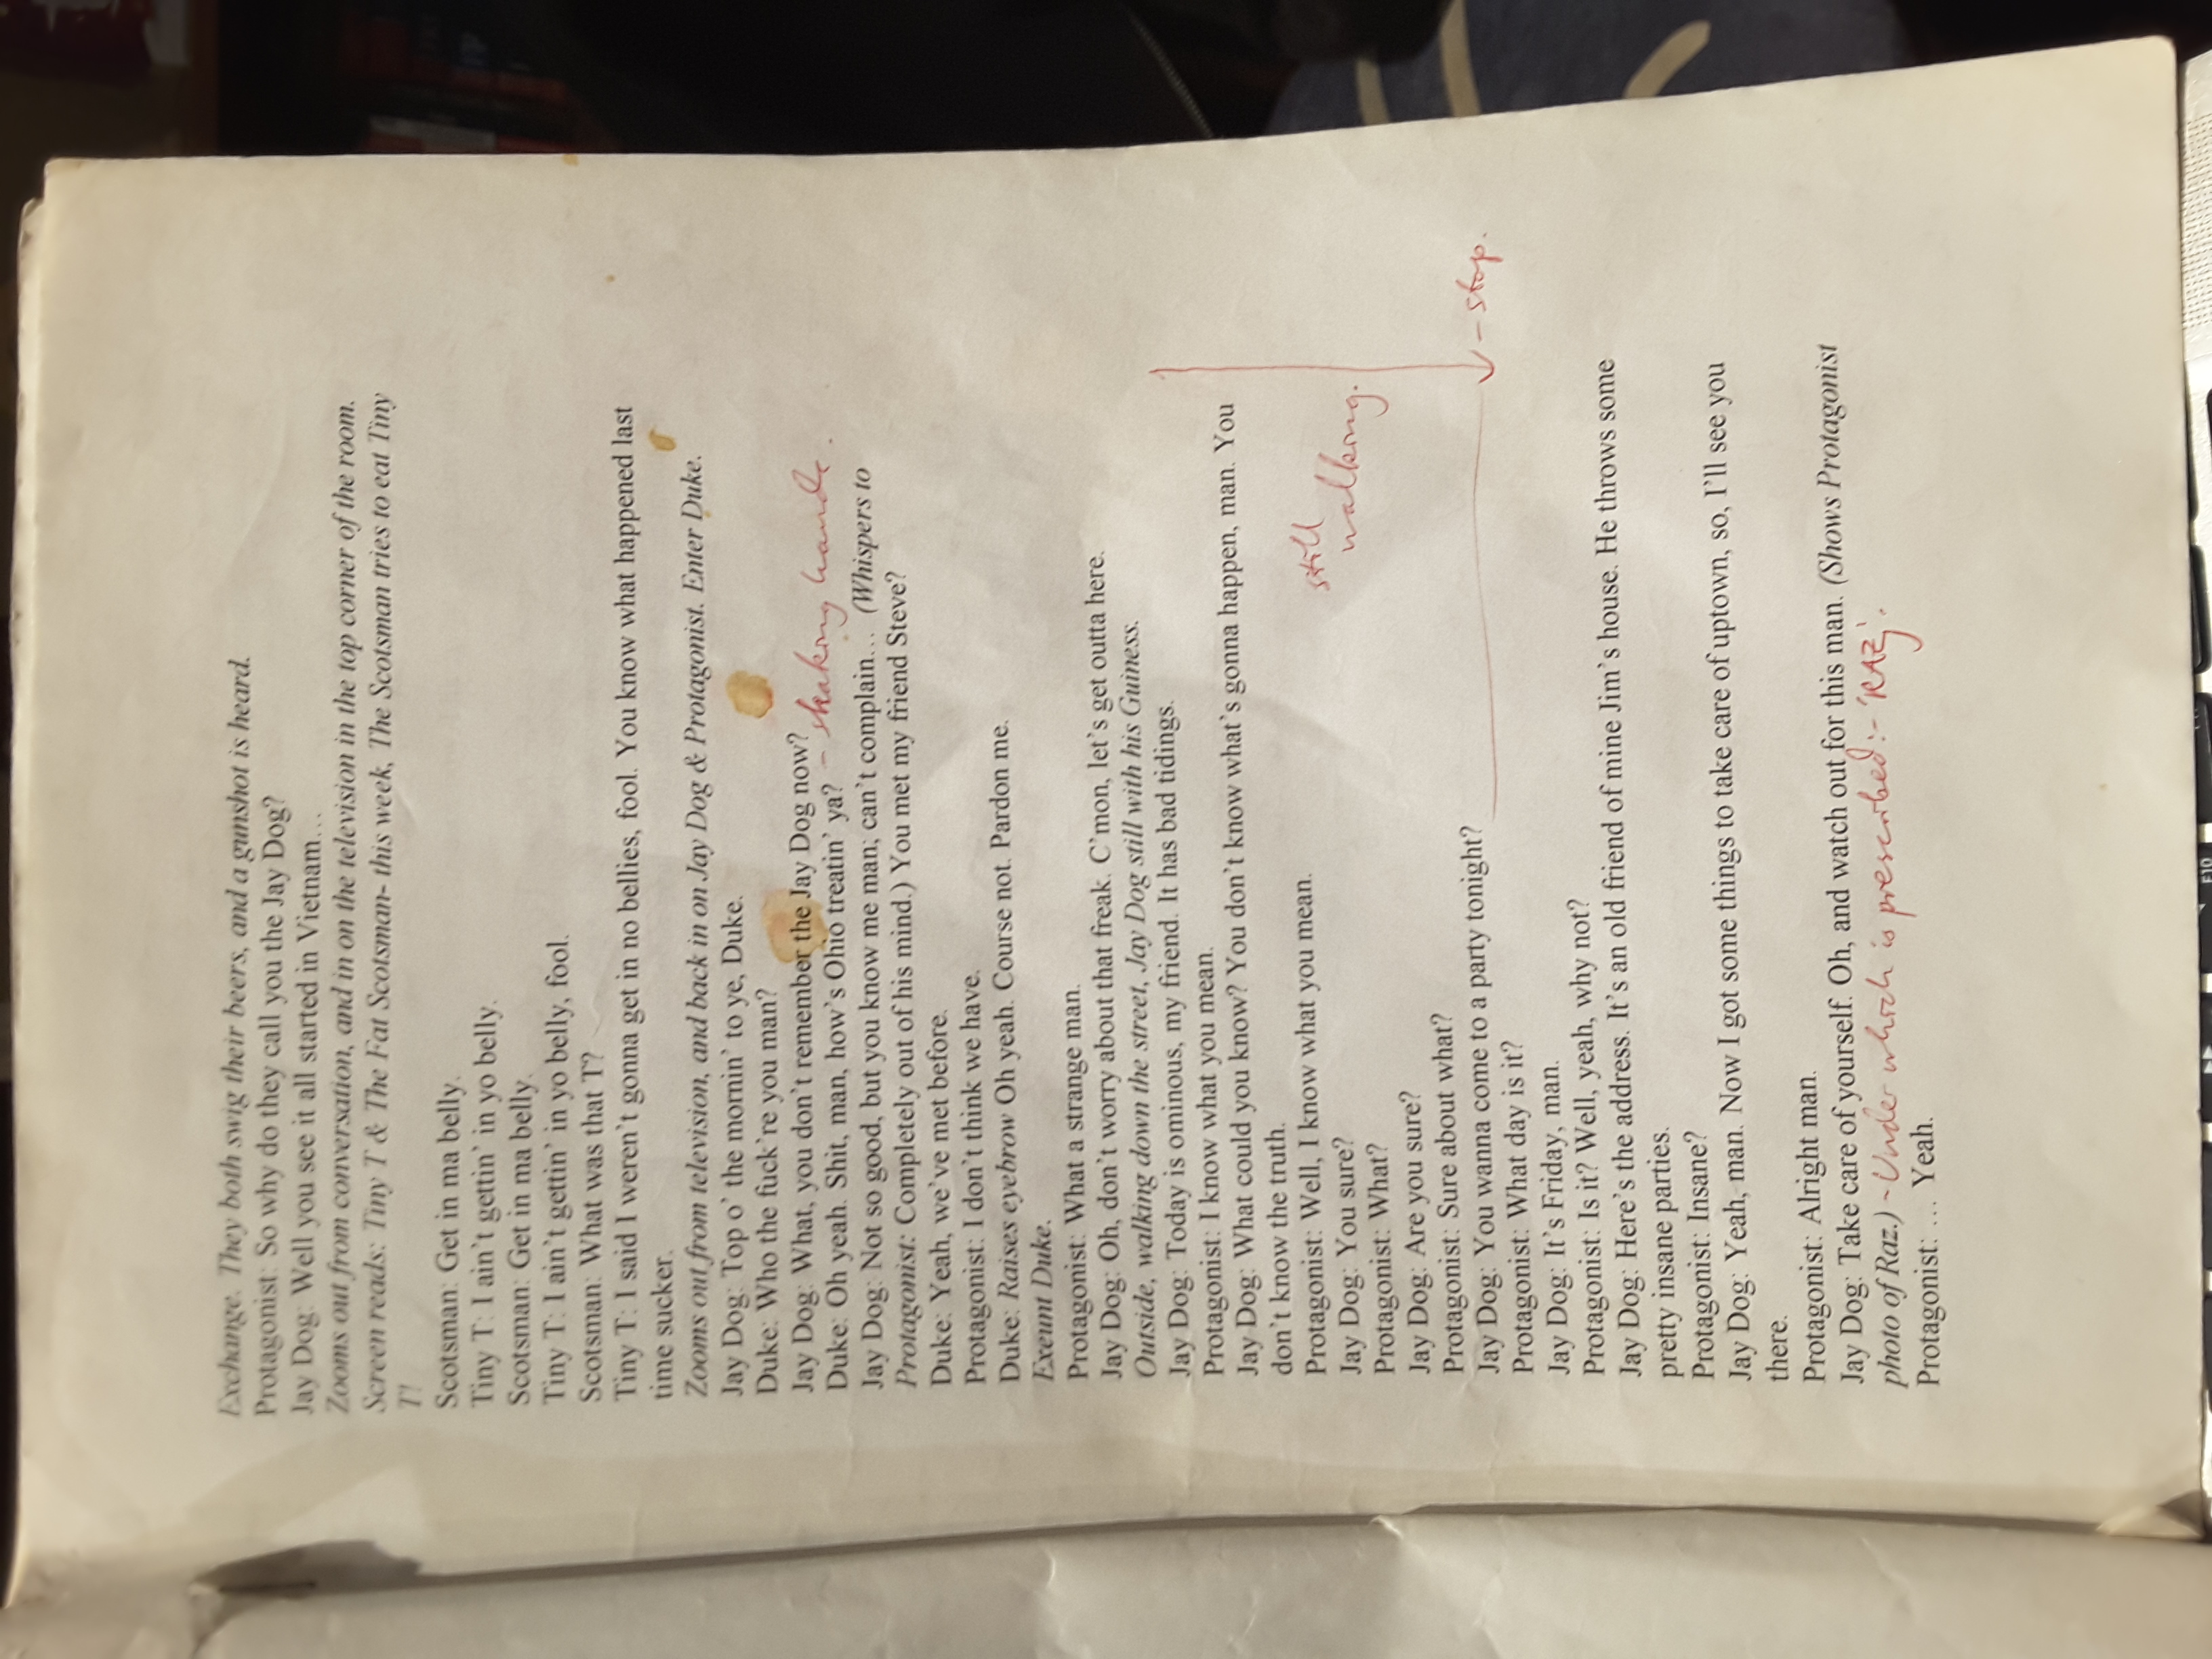 Exchange. They both swig their beers, and a gunshot is heard.
Protagonist: So why do they call you the Jay Dog?
Jay Dog: Well you see it all started in Vietnam…
Zooms out from conversation, and in on the television in the top corner of the room.
Screen reads: Tiny T & The Fat Scotsman- this week, The Scotsman tries to eat Tiny
T!
Scotsman: Get in ma belly.
Tiny T: I ain't gettin' in yo belly.
Scotsman: Get in ma belly.
Tiny T: I ain't gettin' in yo belly, fool.
Scotsman: What was that T?
Tiny T: I said I weren't gonna get in no bellies, fool. You know what happened last
time sucker.
Zooms out from television, and back in on Jay Dog & Protagonist. Enter Duke.
Jay Dog: Top o' the mornin' to ye, Duke.
Duke: Who the fuck're you man?
Jay Dog: What, you don't remember the Jay Dog now?
Duke: Oh yeah. Shit, man, how's Ohio treatin' ya? - shaking hands.
Jay Dog: Not so good, but you know me man; can't complain… (Whispers to
Protagonist: Completely out of his mind.) You met my friend Steve?
Duke: Yeah, we've met before.
Protagonist: I don't think we have.
Duke: Raises eyebrow Oh yeah. Course not. Pardon me.
Exeunt Duke.
Protagonist: What a strange man.
Jay Dog: Oh, don't worry about that freak. C'mon, let's get outta here.
Outside, walking down the street, Jay Dog still with his Guiness.
Jay Dog: Today is ominous, my friend. It has bad tidings.
Protagonist: I know what you mean.
Jay Dog: What could you know? You don't know what's gonna happen, man. You
don't know the truth.
Protagonist: Well, I know what you mean.
still
Jay Dog: You sure?
walking.
Protagonist: What?
Jay Dog: Are you sure?
Protagonist: Sure about what?
Jay Dog: You wanna come to a party tonight? - stop.
Protagonist: What day is it?
Jay Dog: It's Friday, man.
Protagonist: Is it? Well, yeah, why not?
Jay Dog: Here's the address. It's an old friend of mine Jim's house. He throws some
pretty insane parties.
Protagonist: Insane?
Jay Dog: Yeah, man. Now I got some things to take care of uptown, so, I'll see you
there.
Protagonist: Alright man.
Jay Dog: Take care of yourself. Oh, and watch out for this man. (Shows Protagonist
photo of Raz.) - Under which is prescribed:- 'RAZ'.
Protagonist: … Yeah.
F10